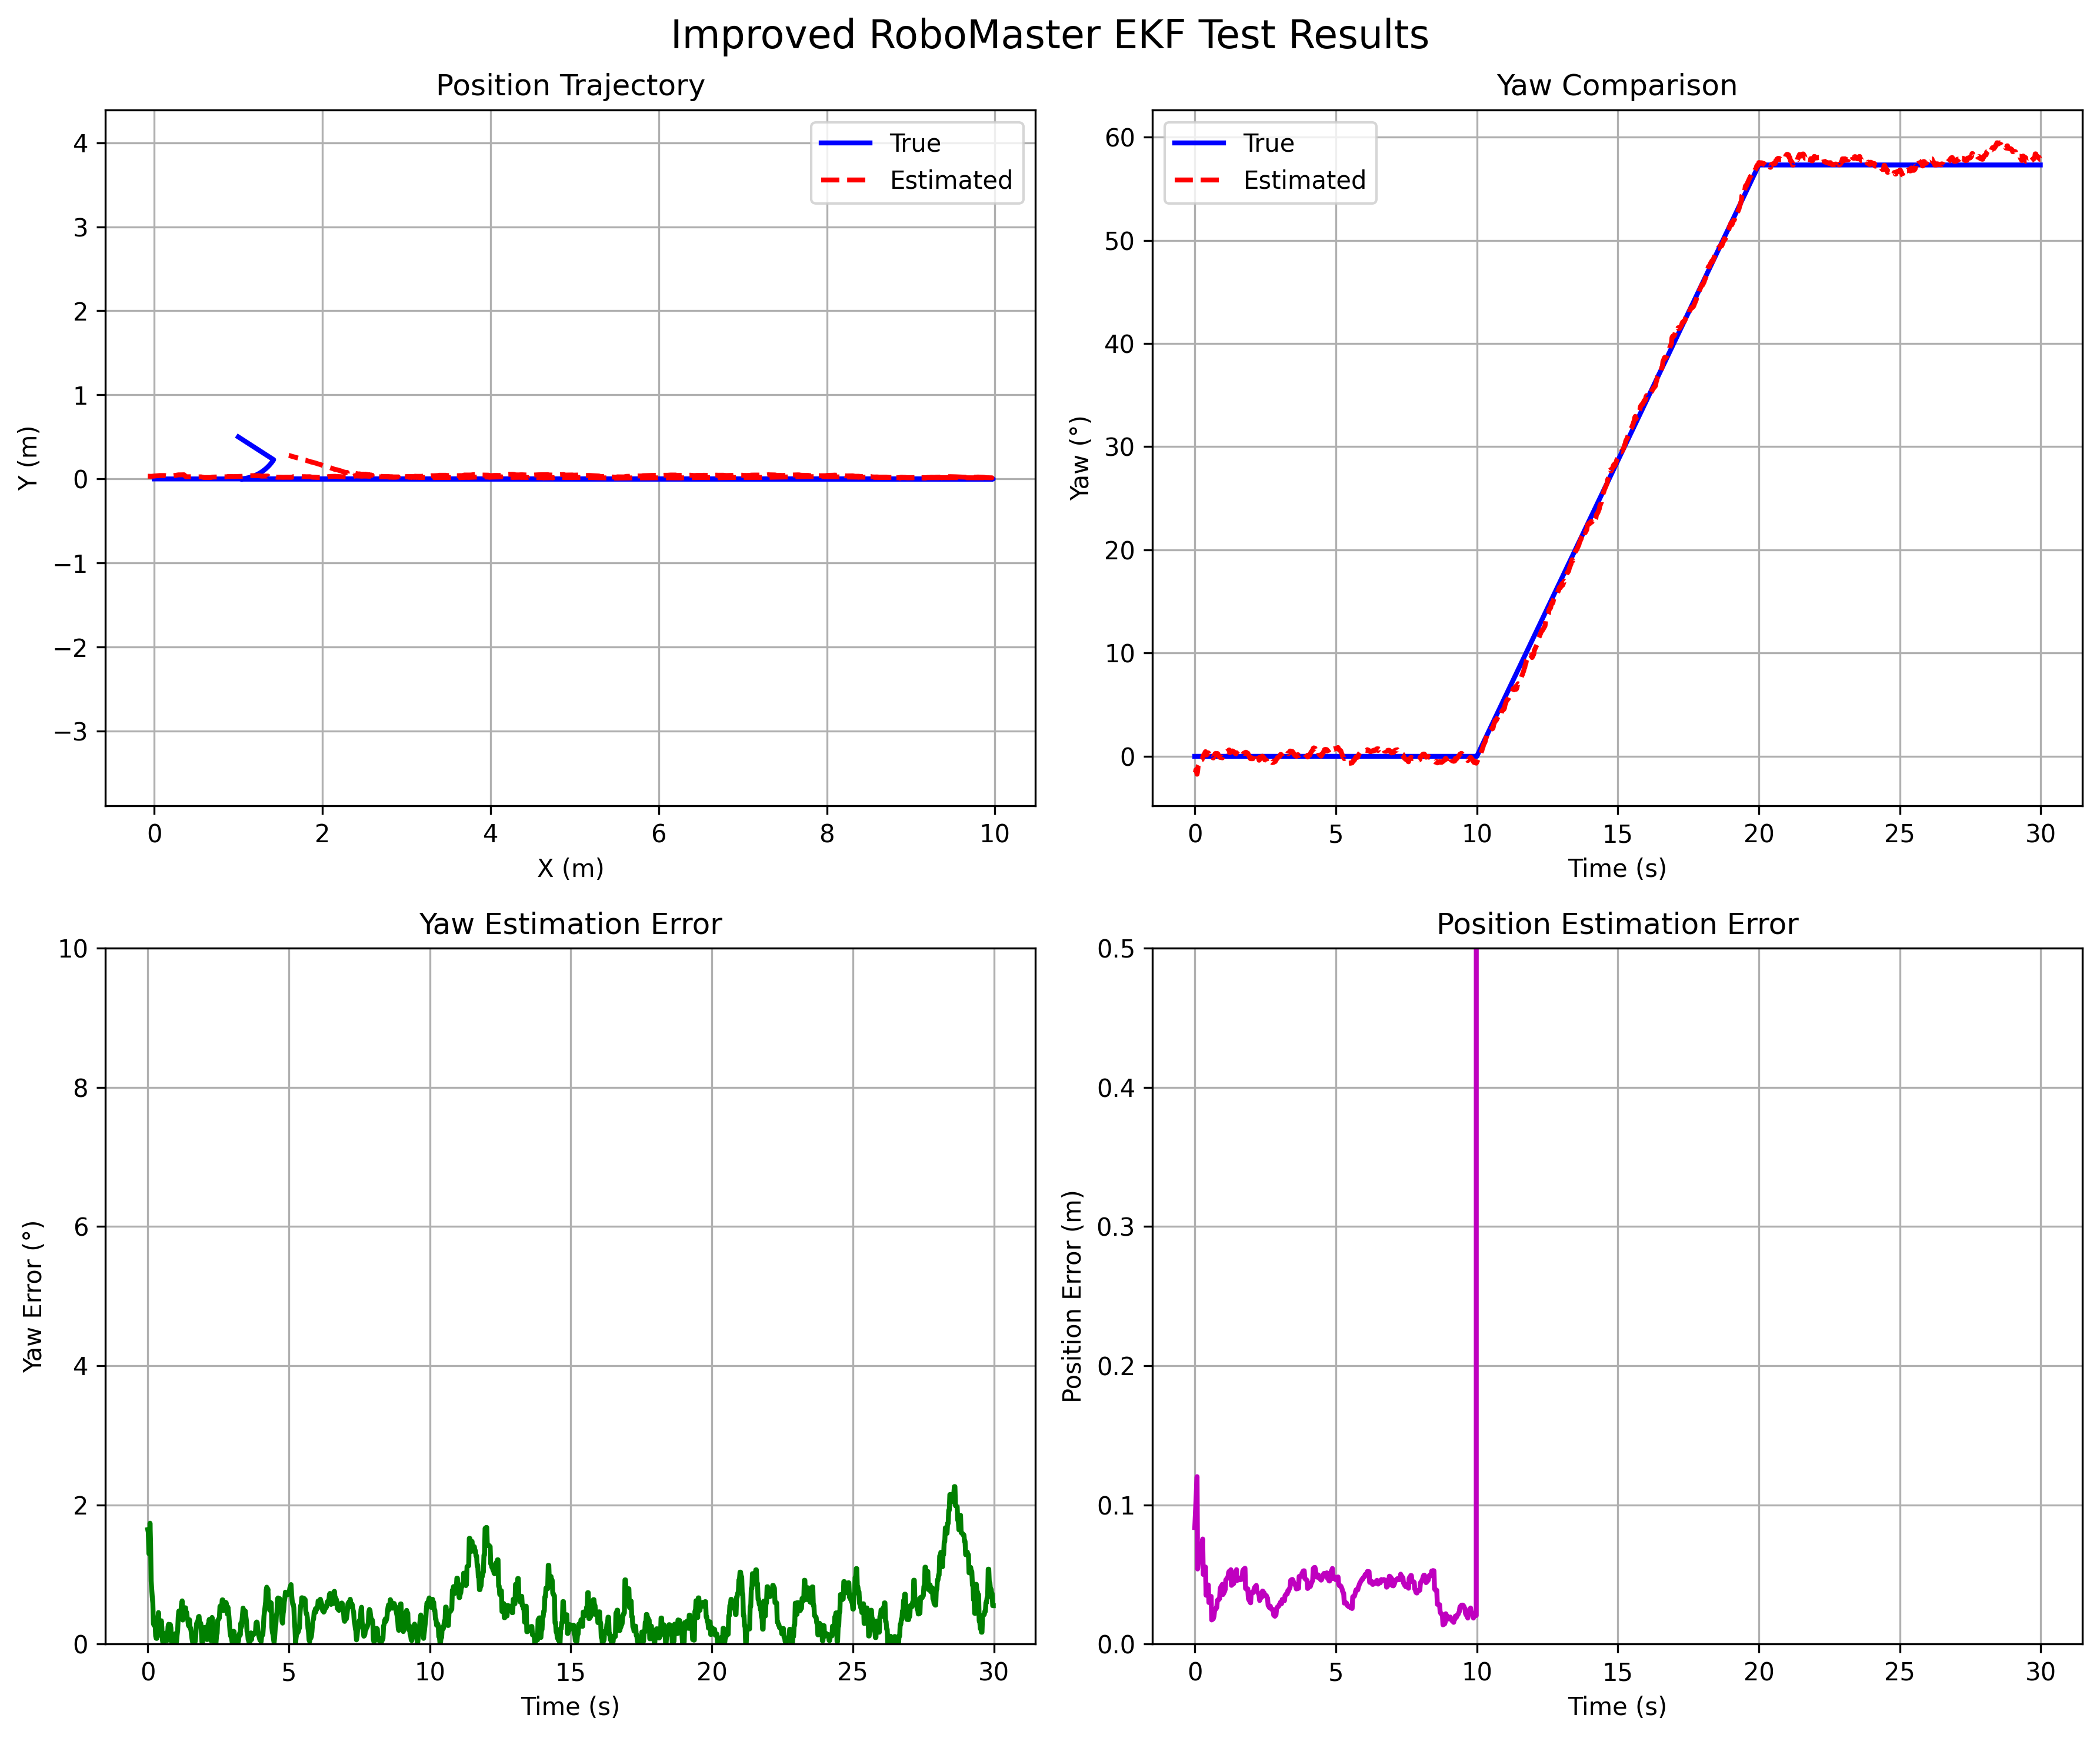 Improved RoboMaster EKF Test Results
Position Trajectory
True
Estimated
4
3
2
1
0
−1
−2
−3
Y (m)
0 2 4 6 8 10
X (m)
Yaw Comparison
True
Estimated
60
50
40
30
20
10
0
Yaw (°)
0 5 10 15 20 25 30
Time (s)
Yaw Estimation Error
10
8
6
4
2
0
Yaw Error (°)
0 5 10 15 20 25 30
Time (s)
Position Estimation Error
0.5
0.4
0.3
0.2
0.1
0.0
Position Error (m)
0 5 10 15 20 25 30
Time (s)